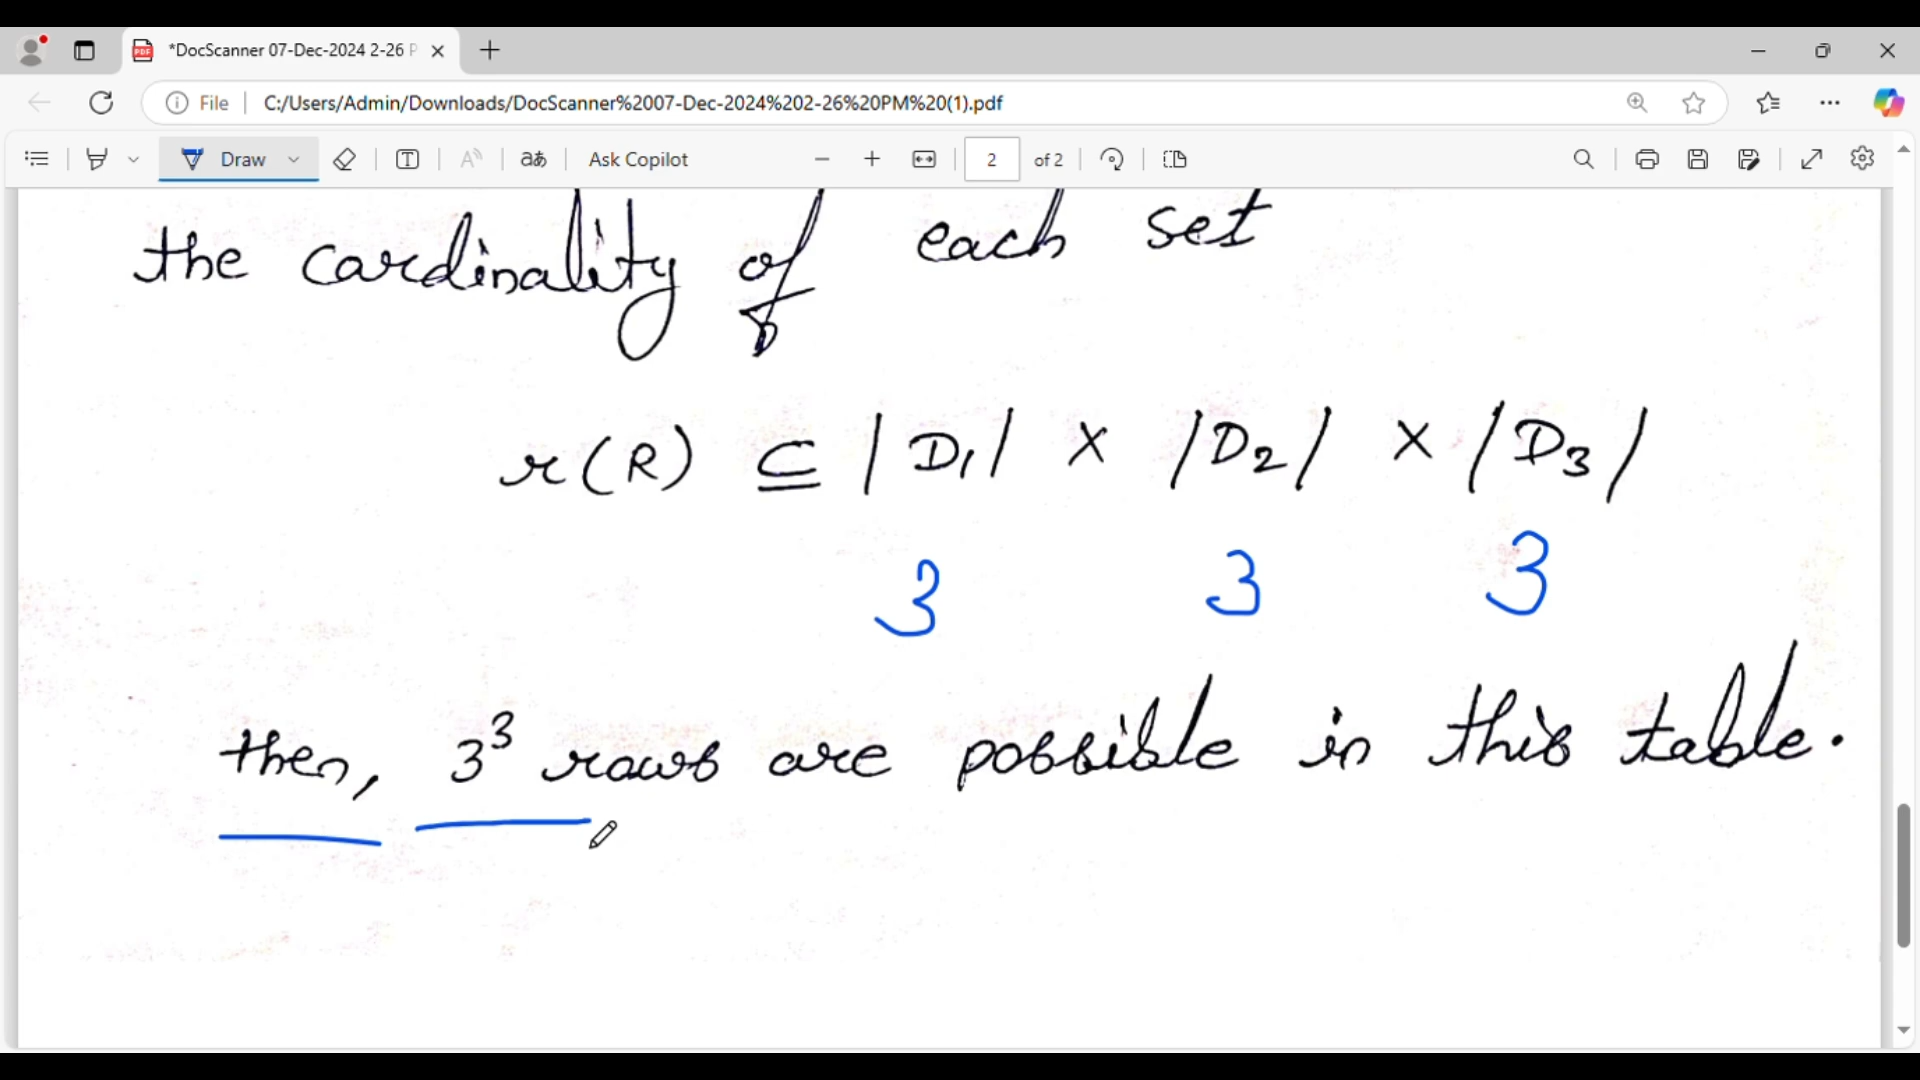 *DocScanner 07-Dec-2024 2-26 P
File C:/Users/Admin/Downloads/DocScanner%2007-Dec-2024%202-26%20PM%20(1).pdf
Draw Ask Copilot 2 of 2
the cardinality of each set
r(R) ⊆ |D₁| × |D₂| × |D₃|
3 3 3
then, 3³ rows are possible in this table.